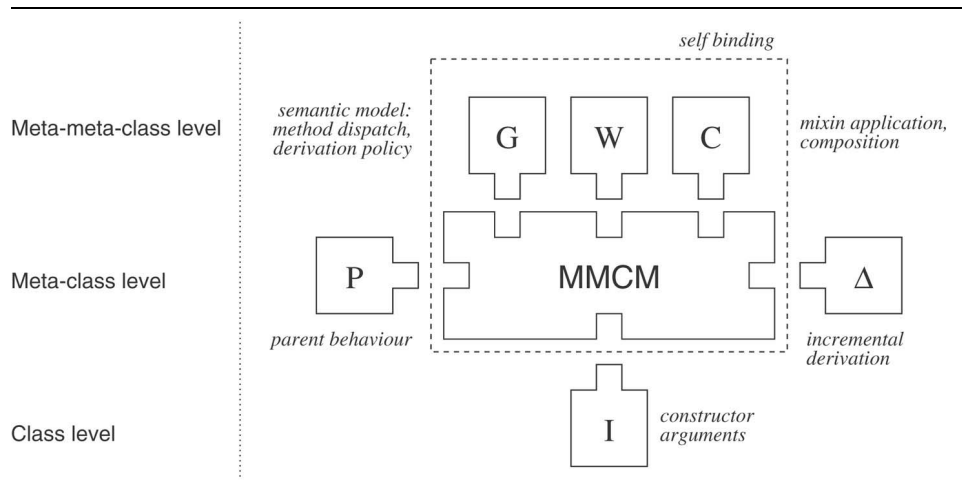 self binding
Meta-meta-class level
semantic model:
method dispatch,
derivation policy
G
W
C
mixin application,
composition
Meta-class level
P
MMCM
Δ
parent behaviour
incremental
derivation
Class level
I
constructor
arguments